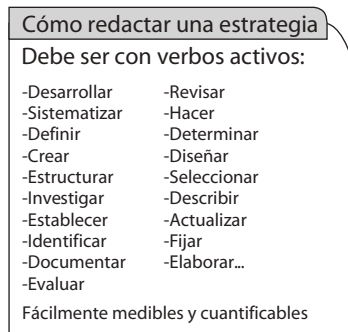 Cómo redactar una estrategia
Debe ser con verbos activos:
-Desarrollar
-Sistematizar
-Definir
-Crear
-Estructurar
-Investigar
-Establecer
-Identificar
-Documentar
-Evaluar
-Revisar
-Hacer
-Determinar
-Diseñar
-Seleccionar
-Describir
-Actualizar
-Fijar
-Elaborar...
Fácilmente medibles y cuantificables